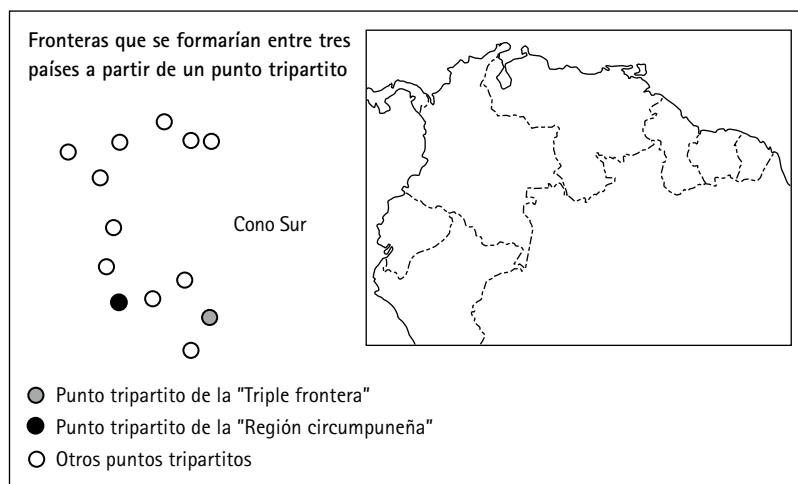 Fronteras que se formarían entre tres
países a partir de un punto tripartito
Cono Sur
Punto tripartito de la "Triple frontera"
Punto tripartito de la "Región circumpuneña"
Otros puntos tripartitos